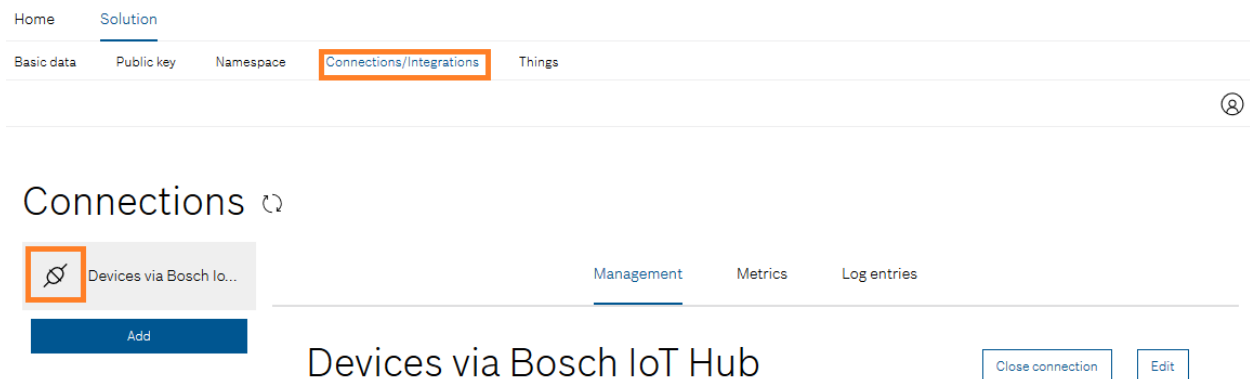 Home Solution
Basic data Public key Namespace Connections/Integrations Things
Connections
Devices via Bosch Io...
Management Metrics Log entries
Add
Devices via Bosch IoT Hub
Close connection Edit